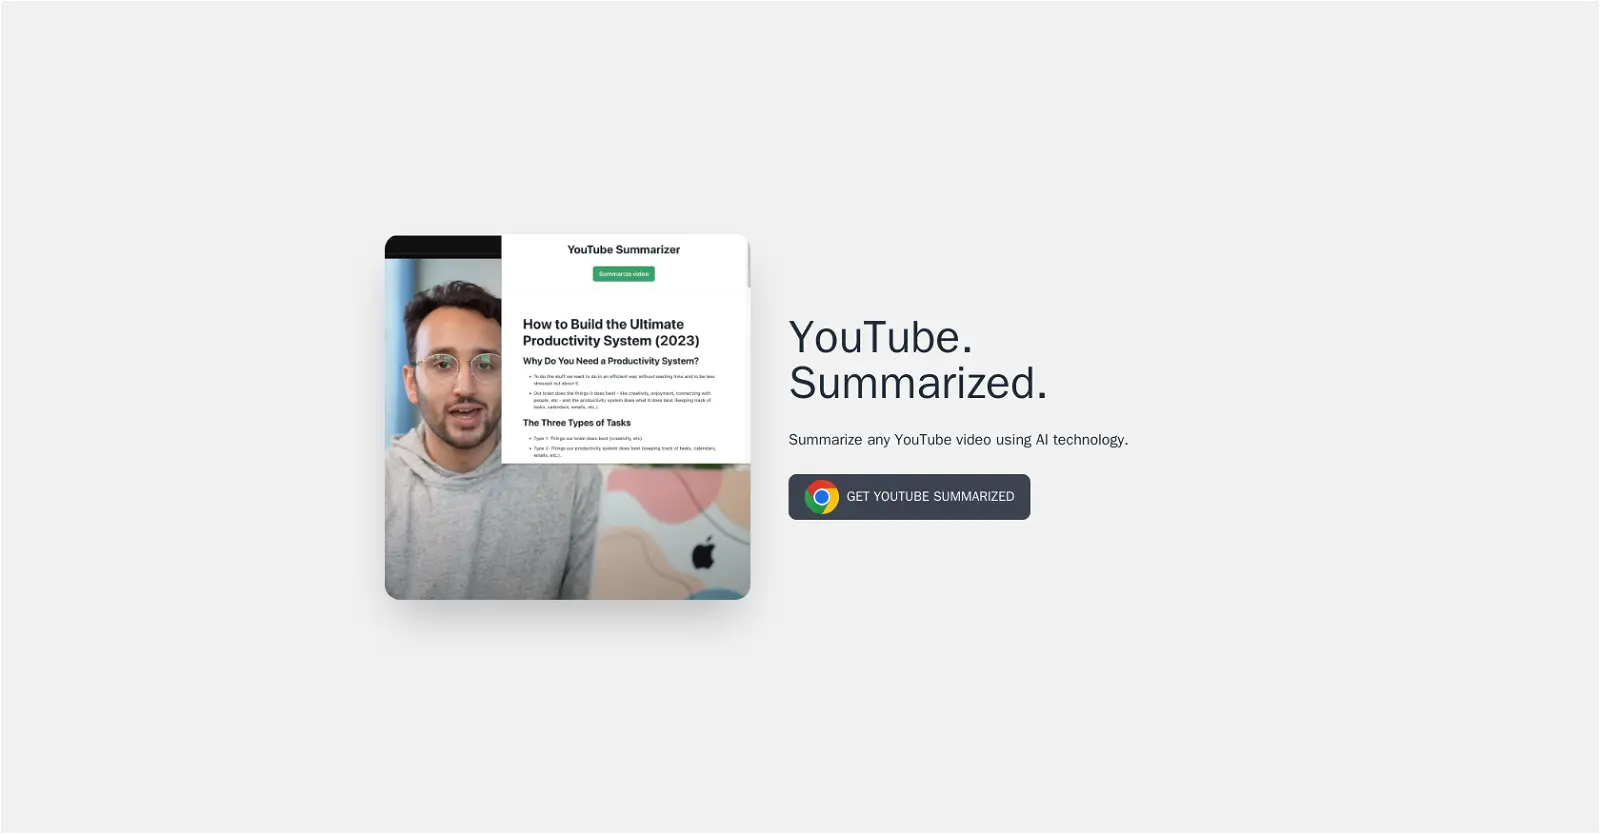 YouTube Summarizer
Summarize video
How to Build the Ultimate
Productivity System (2023)
Why Do You Need a Productivity System?
To do the stuff we want to do in an efficient way without wasting time and to be less
stressed out about it.
Our brain does the things it does best - like creativity, enjoyment, connecting with
people, etc - and the productivity system does what it does best (keeping track of
tasks, calendars, emails, etc.)
The Three Types of Tasks
Type 1: Things our brain does best (creativity, etc)
Type 2: Things our productivity system does best (keeping track of tasks, calendars,
emails, etc.).
YouTube.
Summarized.
Summarize any YouTube video using AI technology.
GET YOUTUBE SUMMARIZED